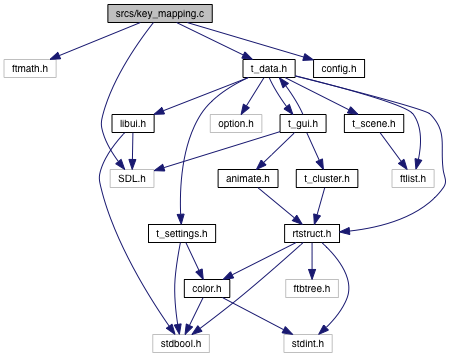 srcs/key_mapping.c
ftmath.h
t_data.h
config.h
libui.h
option.h
t_gui.h
t_scene.h
SDL.h
animate.h
t_cluster.h
ftlist.h
t_settings.h
rtstruct.h
color.h
ftbtree.h
stdbool.h
stdint.h